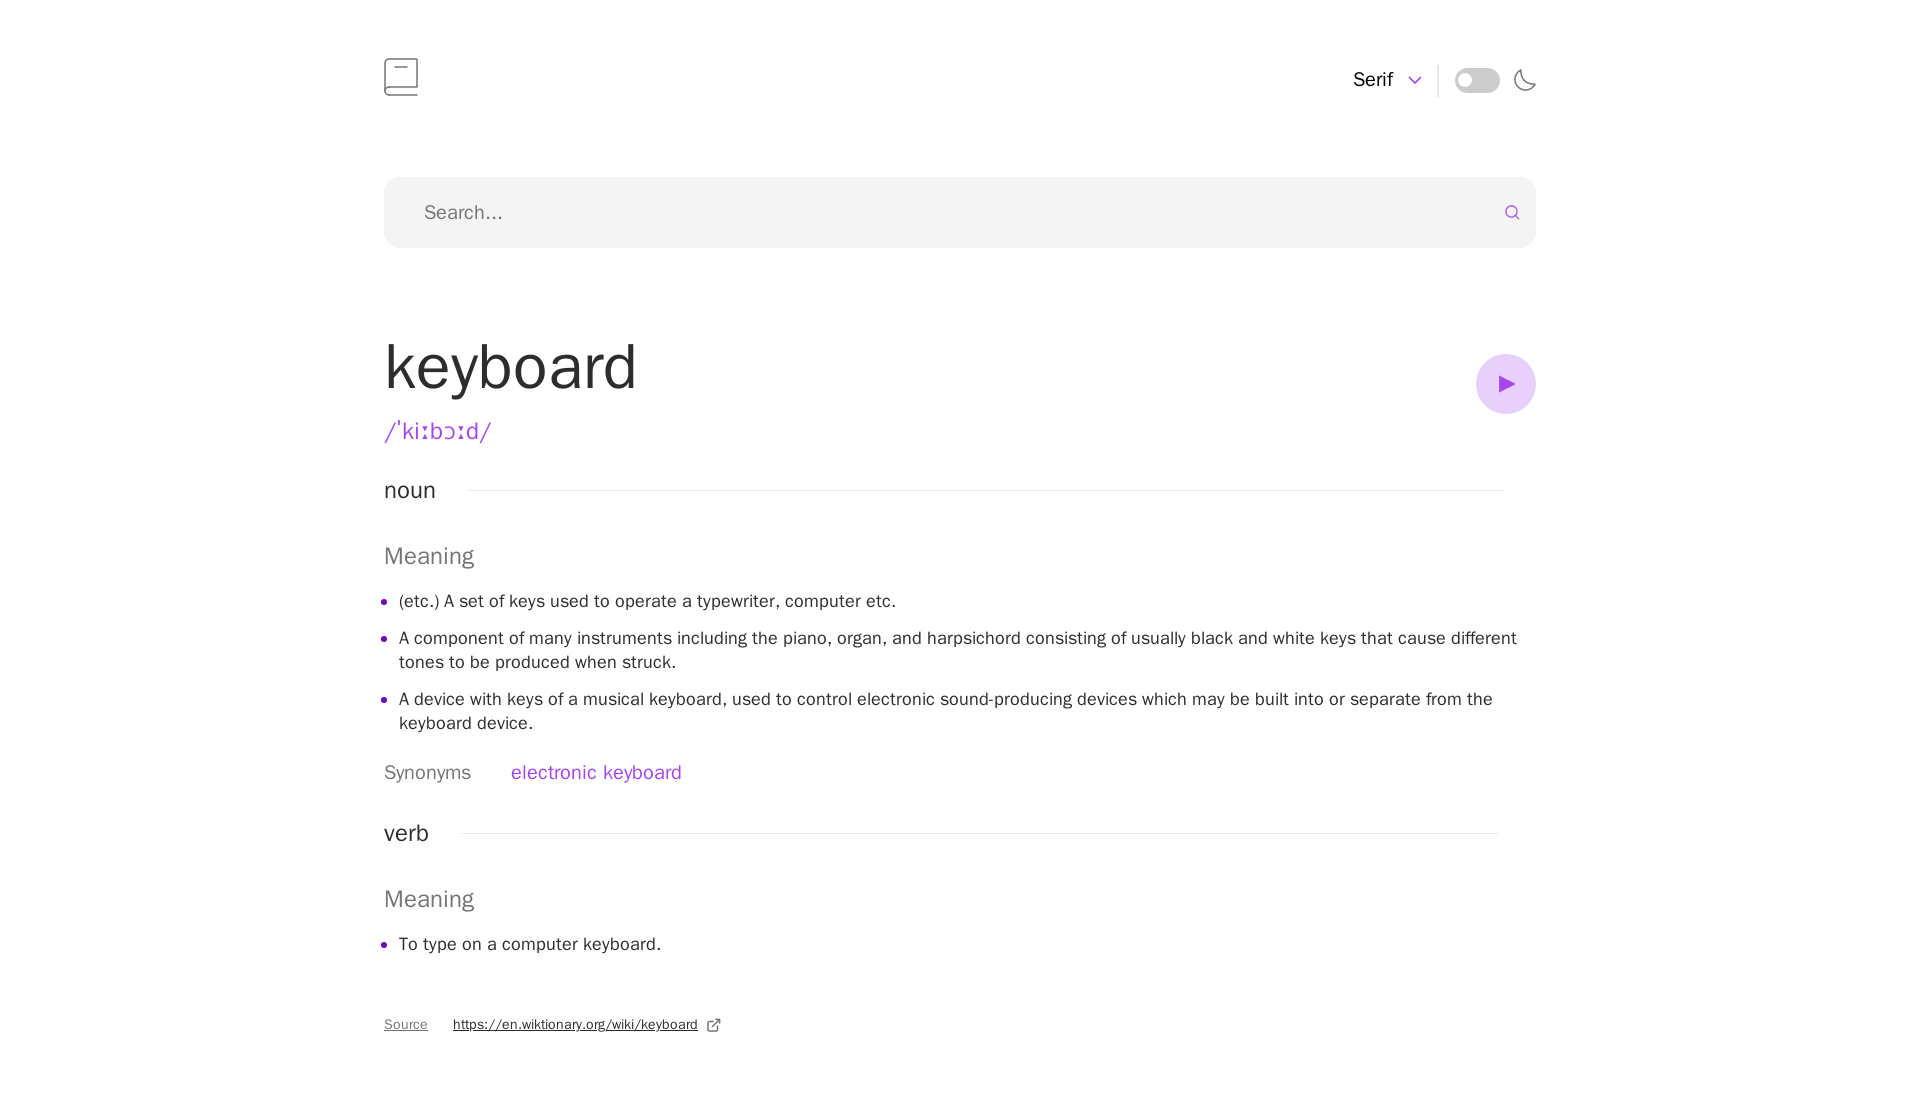 Serif
Search...
keyboard
/ˈkiːbɔːd/
noun
Meaning
(etc.) A set of keys used to operate a typewriter, computer etc.
A component of many instruments including the piano, organ, and harpsichord consisting of usually black and white keys that cause different
tones to be produced when struck.
A device with keys of a musical keyboard, used to control electronic sound-producing devices which may be built into or separate from the
keyboard device.
Synonyms electronic keyboard
verb
Meaning
To type on a computer keyboard.
Source https://en.wiktionary.org/wiki/keyboard